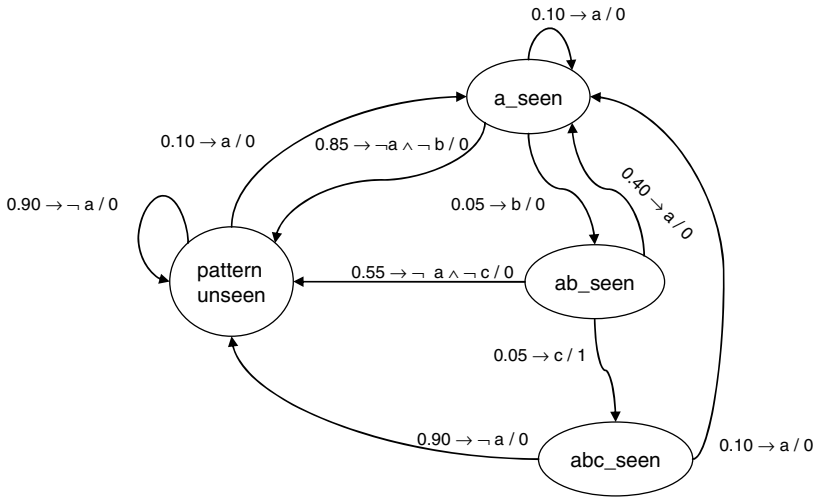 0.10 → a / 0
a_seen
0.10 → a / 0
0.85 → ¬a ∧ ¬ b / 0
0.40 → a / 0
0.90 → ¬ a / 0
0.05 → b / 0
pattern
unseen
0.55 → ¬ a ∧ ¬ c / 0
ab_seen
0.05 → c / 1
0.90 → ¬ a / 0
abc_seen
0.10 → a / 0